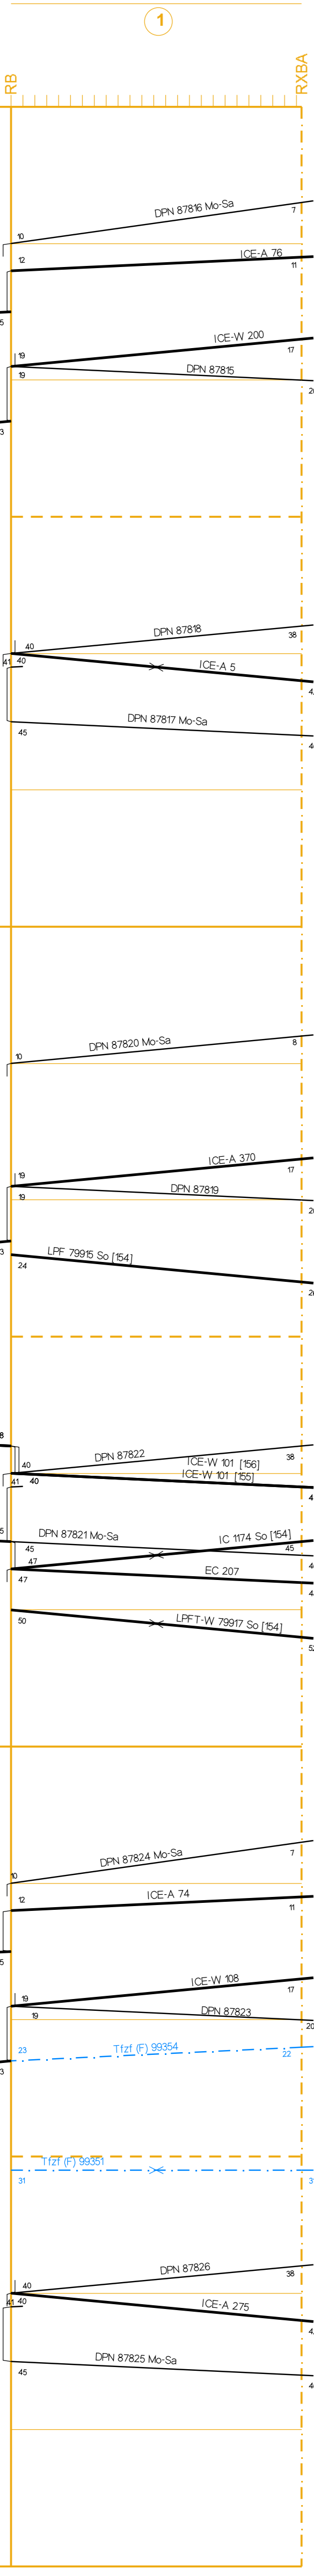 1
RB
RXBA
DPN 87816 Mo-Sa
7
10
12
ICE-A 76
11
5
ICE-W 200
17
19
19
DPN 87815
20
3
DPN 87818
38
40
41 40
ICE-A 5
45
DPN 87817 Mo-Sa
DPN 87820 Mo-Sa
8
10
ICE-A 370
17
19
19
DPN 87819
20
3
LPF 79915 So [154]
24
26
8
DPN 87822
38
40
ICE-W 101 [156]
ICE-W 101 [155]
41 40
5
DPN 87821 Mo-Sa
IC 1174 So [154]
45
45
47
EC 207
47
LPFT-W 79917 So [154]
50
52
DPN 87824 Mo-Sa
7
10
12
ICE-A 74
11
5
ICE-W 108
17
19
19
DPN 87823
20
23
Tfzf (F) 99354
22
3
Tfzf (F) 99351
31
DPN 87826
38
40
41 40
ICE-A 275
45
DPN 87825 Mo-Sa